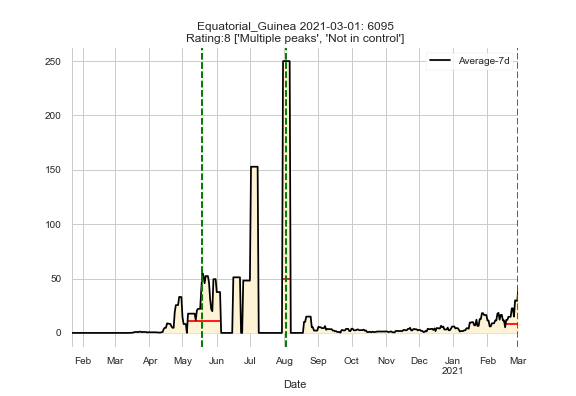 Equatorial_Guinea 2021-03-01: 6095
Rating:8 ['Multiple peaks', 'Not in control']
Average-7d
250
200
150
100
50
0
Feb Mar Apr May Jun Jul Aug Sep Oct Nov Dec Jan Feb Mar
2021
Date